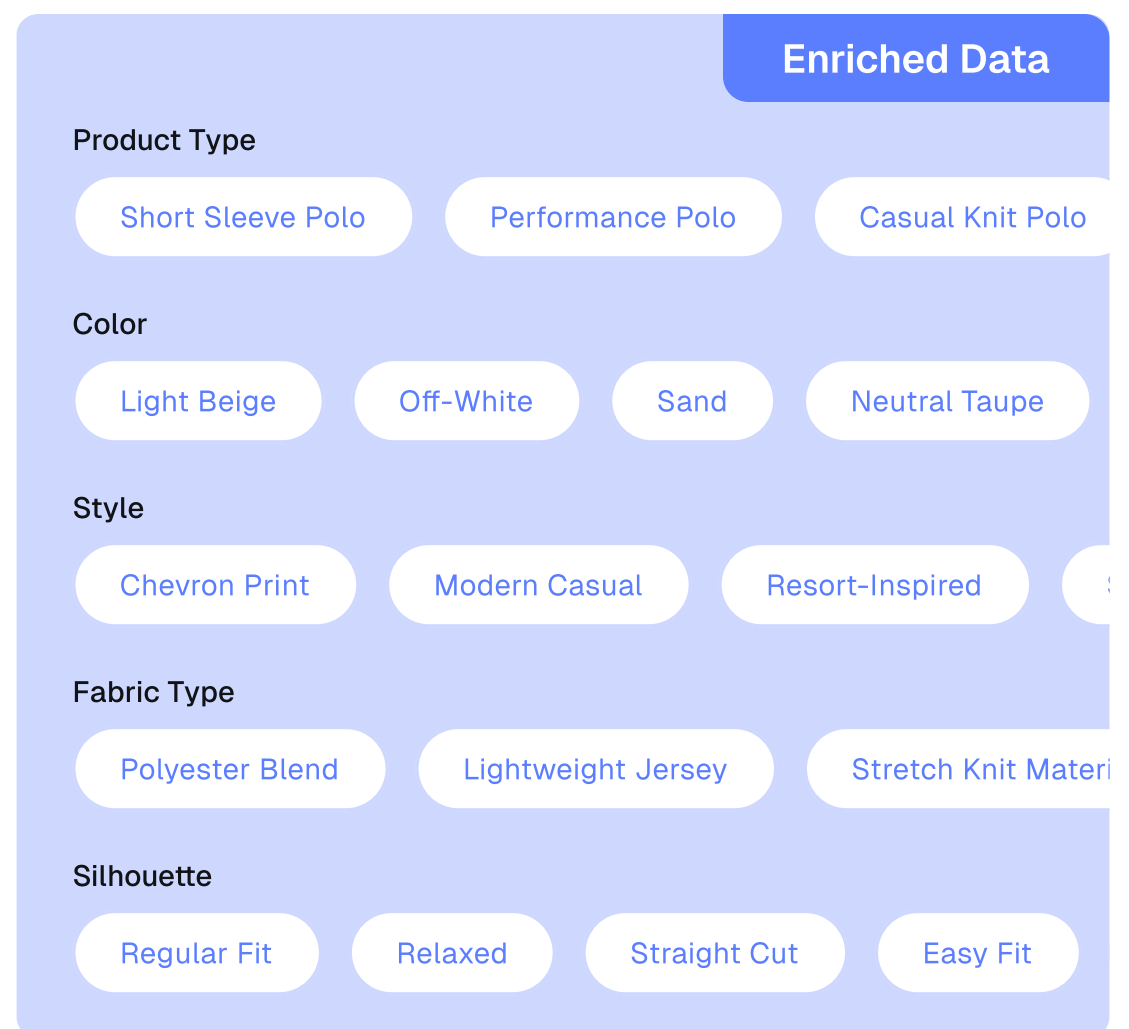 Enriched Data
Product Type
Short Sleeve Polo Performance Polo Casual Knit Polo
Color
Light Beige Off-White Sand Neutral Taupe
Style
Chevron Print Modern Casual Resort-Inspired
Fabric Type
Polyester Blend Lightweight Jersey Stretch Knit
Silhouette
Regular Fit Relaxed Straight Cut Easy Fit